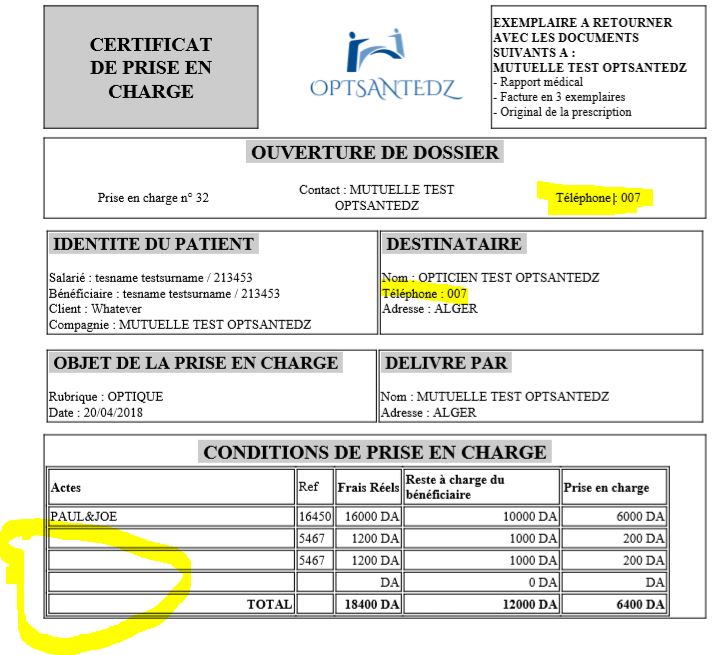 CERTIFICAT
DE PRISE EN
CHARGE
OPTSANTEDZ
EXEMPLAIRE A RETOURNER
AVEC LES DOCUMENTS
SUIVANTS A :
MUTUELLE TEST OPTSANTEDZ
- Rapport médical
- Facture en 3 exemplaires
- Original de la prescription
OUVERTURE DE DOSSIER
Prise en charge n° 32
Contact : MUTUELLE TEST
OPTSANTEDZ
Téléphone : 007
IDENTITE DU PATIENT
Salarié : tesname testsurname / 213453
Bénéficiaire : tesname testsurname / 213453
Client : Whatever
Compagnie : MUTUELLE TEST OPTSANTEDZ
DESTINATAIRE
Nom : OPTICIEN TEST OPTSANTEDZ
Téléphone : 007
Adresse : ALGER
OBJET DE LA PRISE EN CHARGE
Rubrique : OPTIQUE
Date : 20/04/2018
DELIVRE PAR
Nom : MUTUELLE TEST OPTSANTEDZ
Adresse : ALGER
CONDITIONS DE PRISE EN CHARGE
Actes Ref Frais Réels Reste à charge du bénéficiaire Prise en charge
PAUL&JOE 16450 16000 DA 10000 DA 6000 DA
5467 1200 DA 1000 DA 200 DA
5467 1200 DA 1000 DA 200 DA
DA 0 DA DA
TOTAL 18400 DA 12000 DA 6400 DA